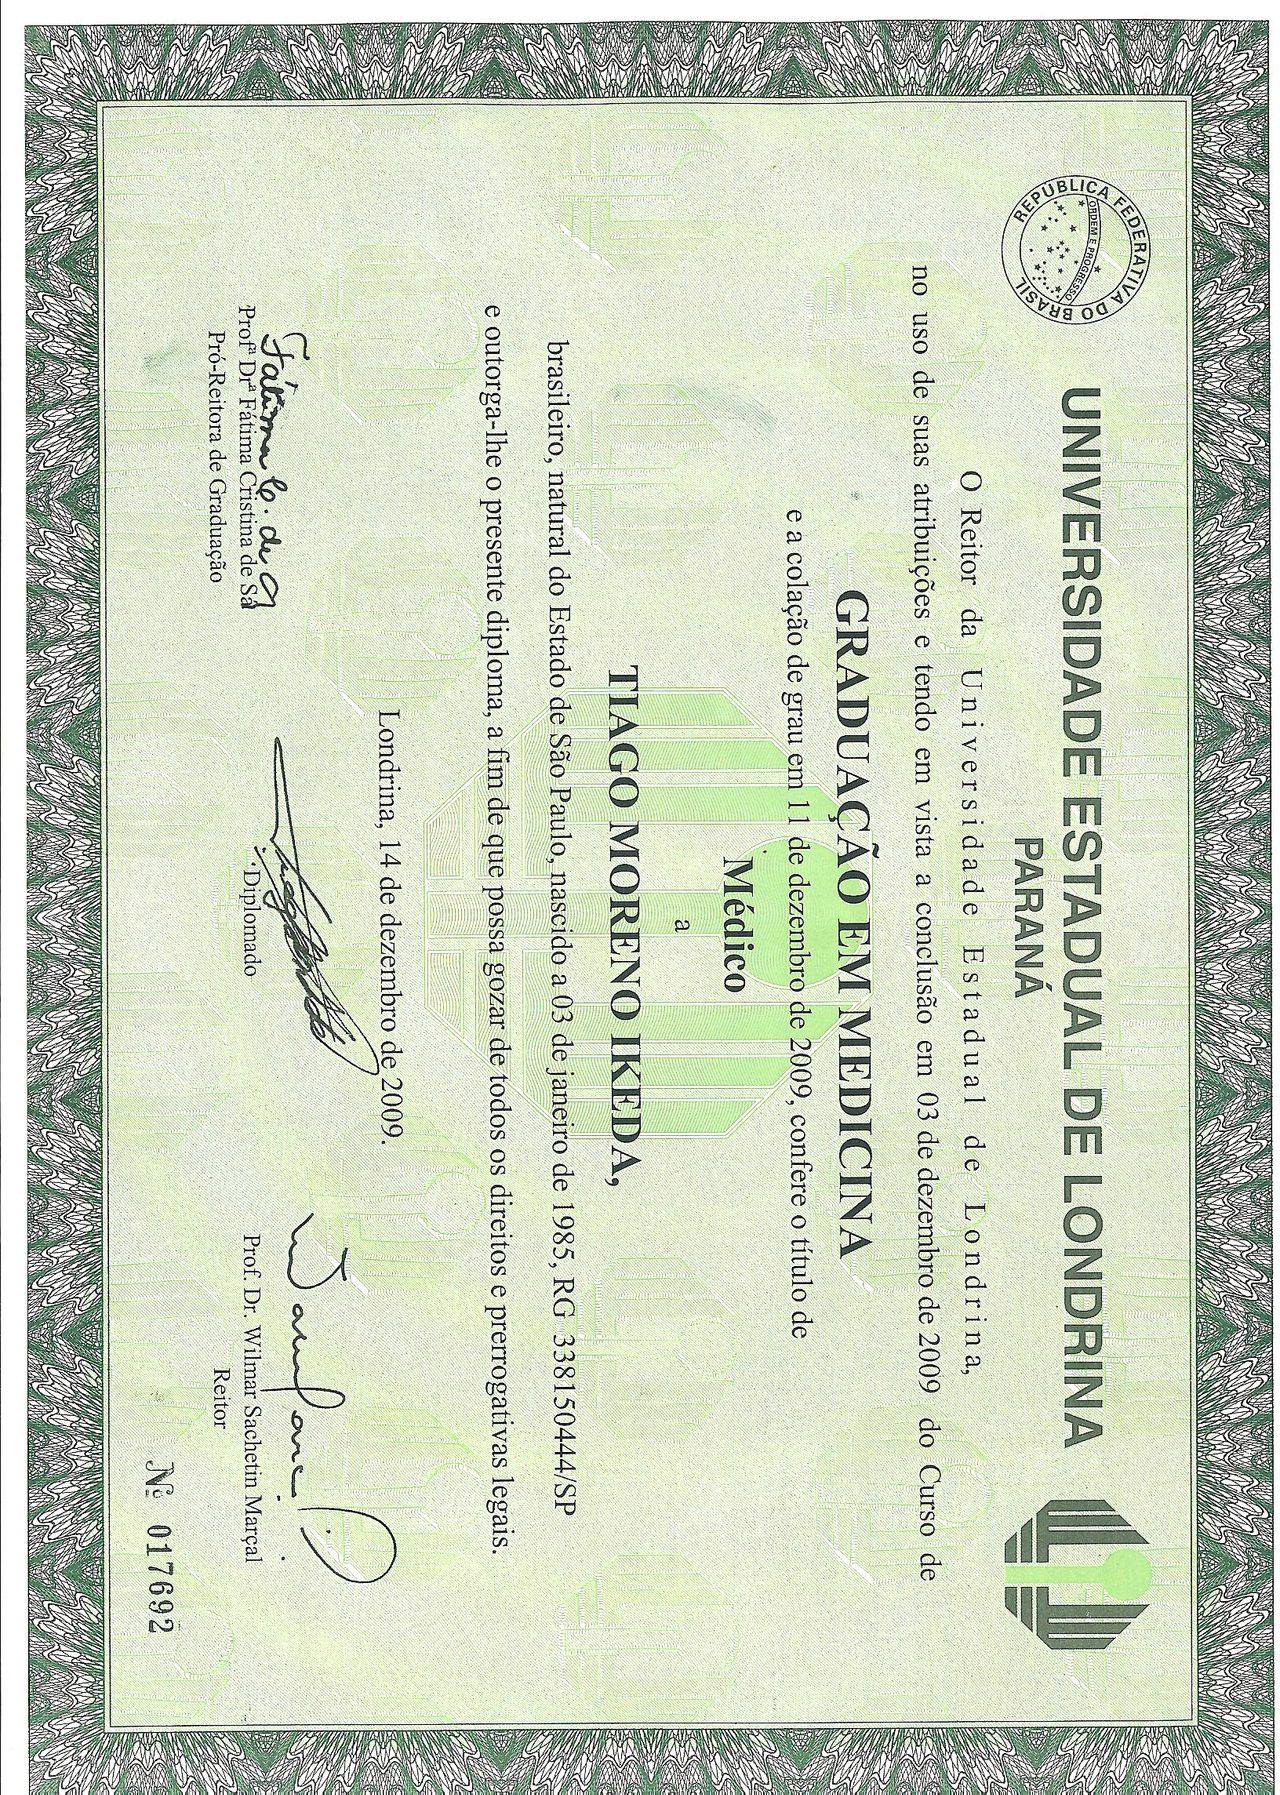 REPÚBLICA FEDERATIVA DO BRASIL
ORDEM E PROGRESSO
UNIVERSIDADE ESTADUAL DE LONDRINA
PARANÁ
O Reitor da Universidade Estadual de Londrina,
no uso de suas atribuições e tendo em vista a conclusão em 03 de dezembro de 2009 do Curso de
GRADUAÇÃO EM MEDICINA
e a colação de grau em 11 de dezembro de 2009, confere o título de
Médico
a
TIAGO MORENO IKEDA,
brasileiro, natural do Estado de São Paulo, nascido a 03 de janeiro de 1985, RG 338150444/SP
e outorga-lhe o presente diploma, a fim de que possa gozar de todos os direitos e prerrogativas legais.
Londrina, 14 de dezembro de 2009.
Fátima C. de Sá
Profª Drª Fátima Cristina de Sá
Pró-Reitora de Graduação
Diplomado
Prof. Dr. Wilmar Sachetin Marçal
Reitor
Nº 017692